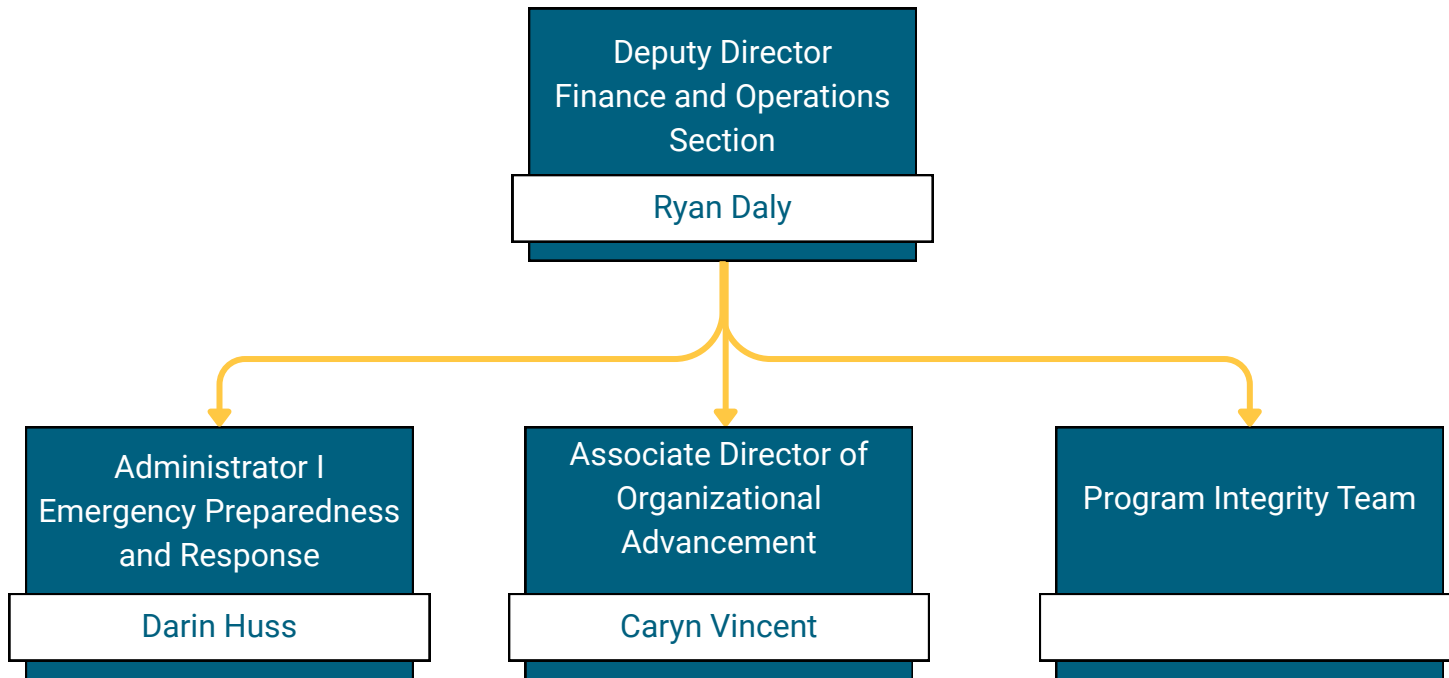 Deputy Director
Finance and Operations
Section
Ryan Daly
Administrator I
Emergency Preparedness
and Response
Darin Huss
Associate Director of
Organizational
Advancement
Caryn Vincent
Program Integrity Team